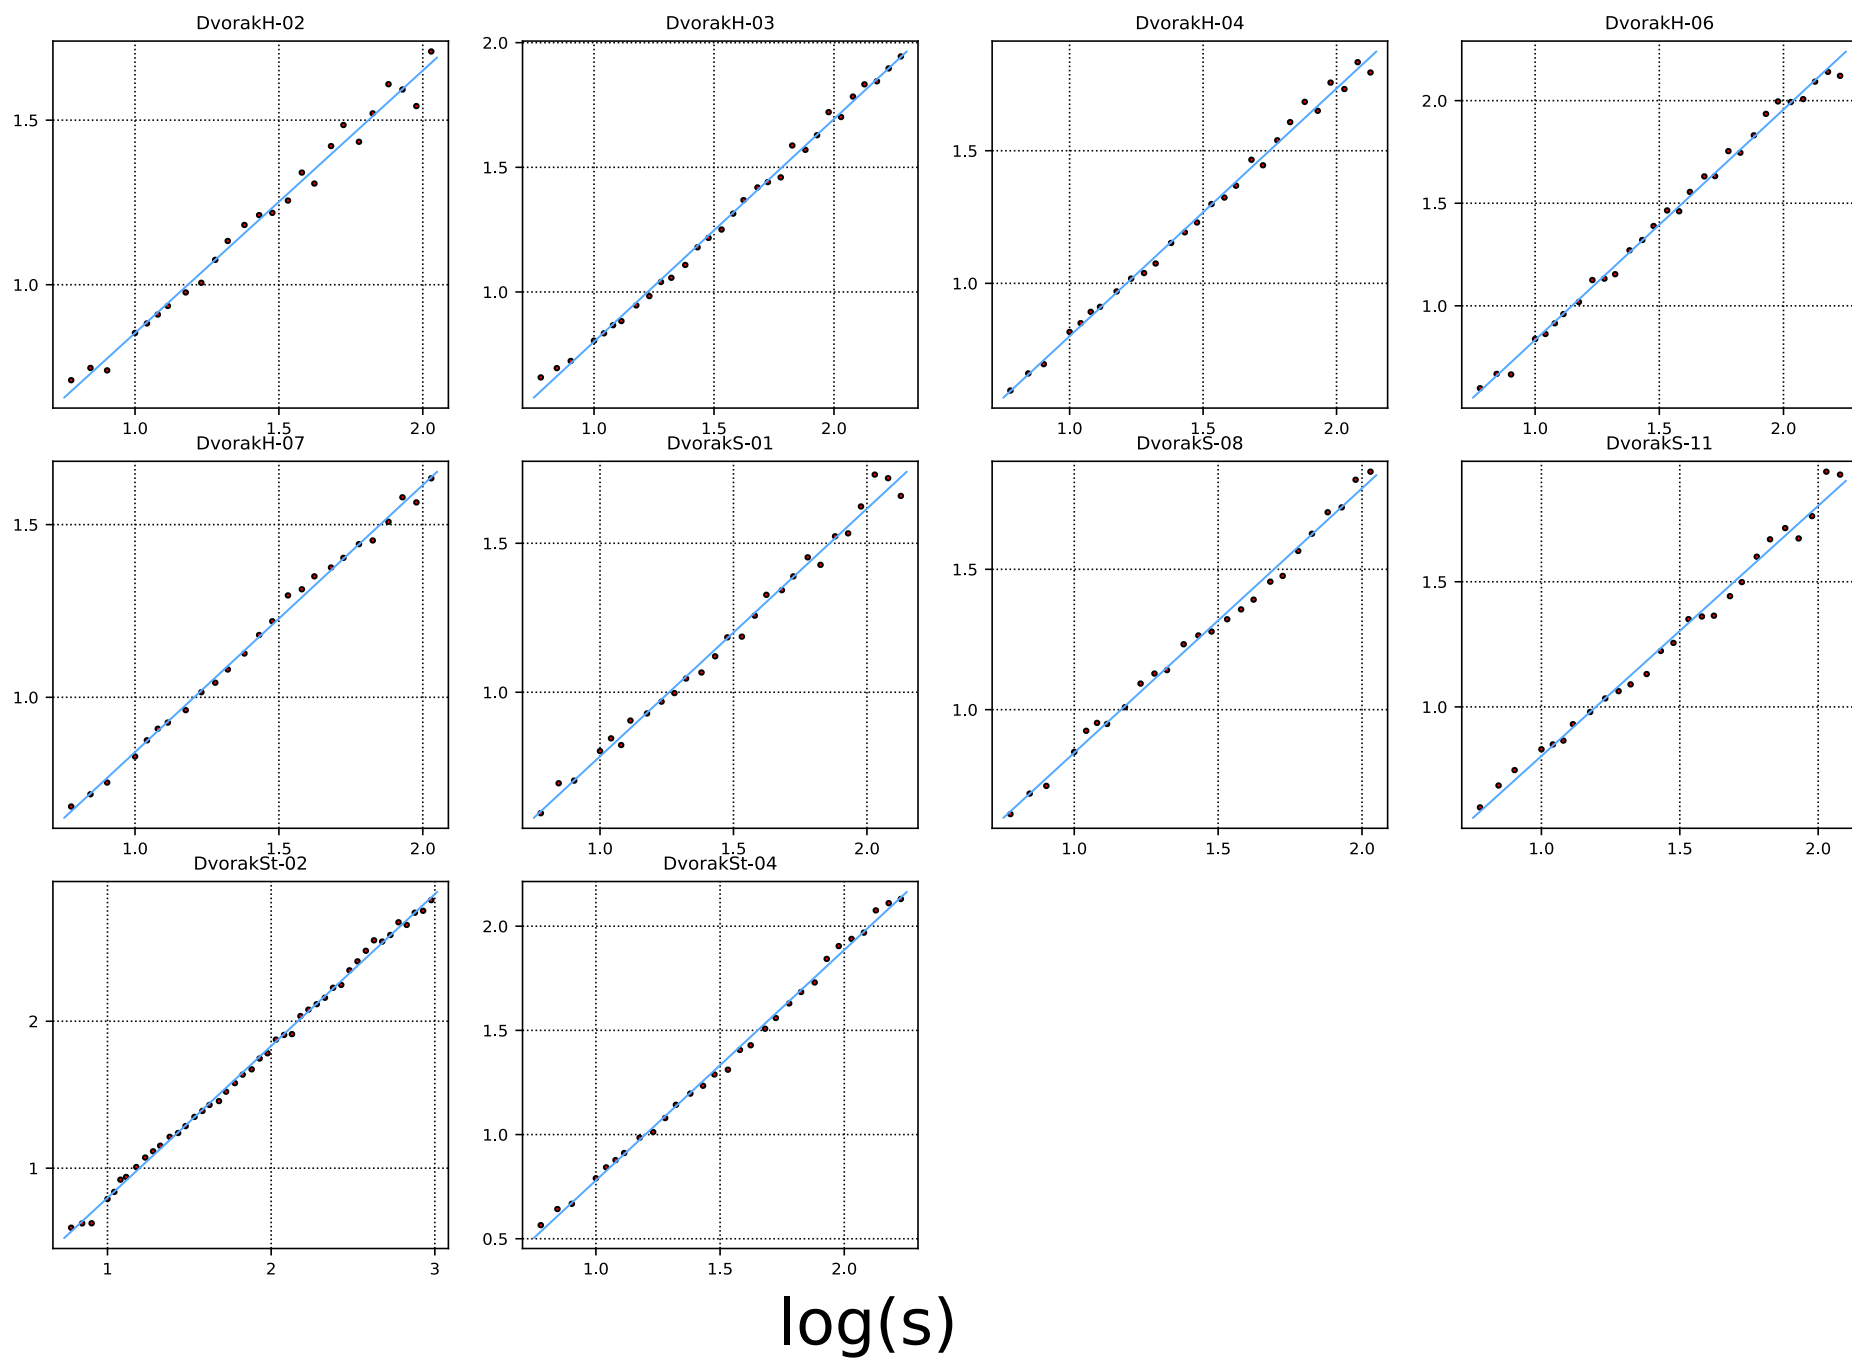 DvorakH-02 DvorakH-03 DvorakH-04 DvorakH-06
1.5 1.0 1.0 1.5 2.0
2.0 1.5 1.0 1.0 1.5 2.0
1.5 1.0 1.0 1.5 2.0
2.0 1.5 1.0 1.0 1.5 2.0
DvorakH-07 DvorakS-01 DvorakS-08 DvorakS-11
1.5 1.0 1.0 1.5 2.0
1.5 1.0 1.0 1.5 2.0
1.5 1.0 1.0 1.5 2.0
1.5 1.0 1.0 1.5 2.0
DvorakSt-02 DvorakSt-04
2 1 1 2 3
2.0 1.5 1.0 0.5 1.0 1.5 2.0
log(s)